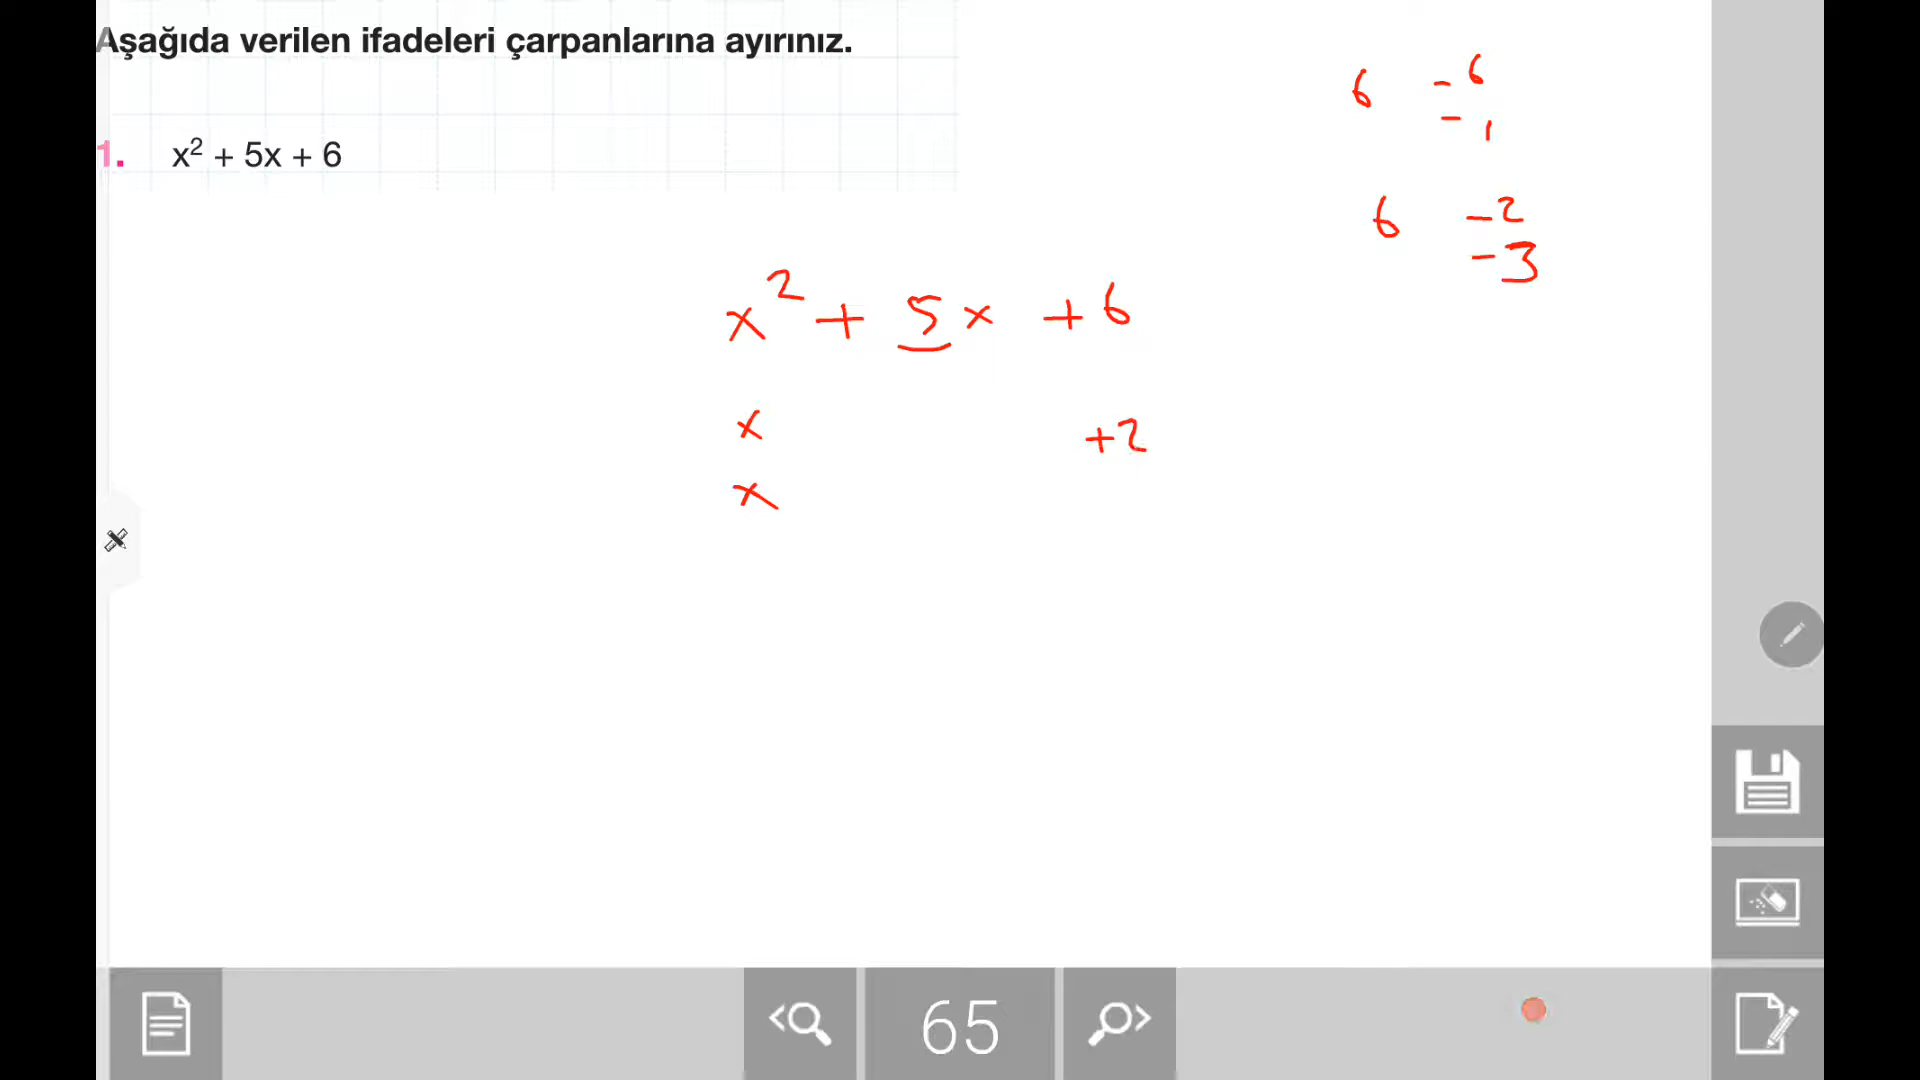 Aşağıda verilen ifadeleri çarpanlarına ayırınız.
1. x² + 5x + 6
6 -6
-1
6 -2
-3
x² + 5x + 6
x +2
x
65